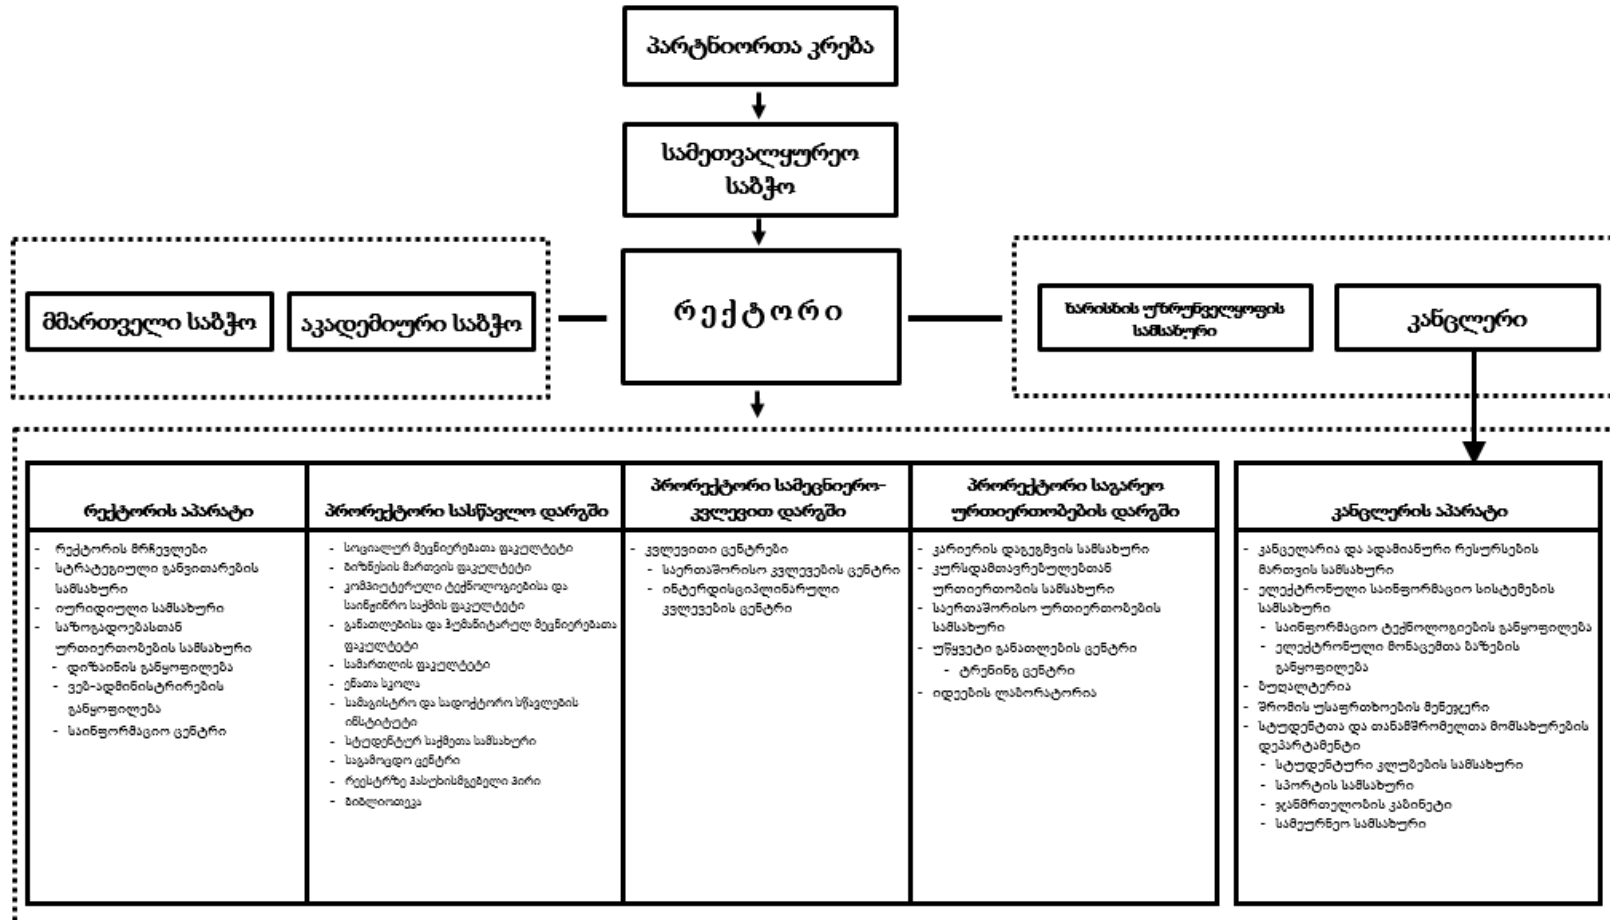 პარტნიორთა კრება
სამეთვალყურეო
საბჭო
მმართველი საბჭო
აკადემიური საბჭო
რ ე ქ ტ ო რ ი
ხარისხის უზრუნველყოფის
სამსახური
კანცლერი
რექტორის აპარატი
- რექტორის მრჩევლები
- სტრატეგიული განვითარების
სამსახური
- იურიდიული სამსახური
- საზოგადოებასთან
ურთიერთობების სამსახური
- დიზაინის განყოფილება
- ვებ-ადმინისტრირების
განყოფილება
- საინფორმაციო ცენტრი
პრორექტორი სასწავლო დარგში
- სოციალურ მეცნიერებათა ფაკულტეტი
- ბიზნესის მართვის ფაკულტეტი
- კომპიუტერული ტექნოლოგიებისა და
საინჟინრო საქმის ფაკულტეტი
- განათლებისა და ჰუმანიტარულ მეცნიერებათა
ფაკულტეტი
- სამართლის ფაკულტეტი
- ენათა სკოლა
- სამაგისტრო და სადოქტორო სწავლების
ინსტიტუტი
- სტუდენტურ საქმეთა სამსახური
- საგამოცდო ცენტრი
- რეესტრზე პასუხისმგებელი პირი
- ბიბლიოთეკა
პრორექტორი სამეცნიერო-
კვლევით დარგში
- კვლევითი ცენტრები
- საერთაშორისო კვლევების ცენტრი
- ინტერდისციპლინარული
კვლევების ცენტრი
პრორექტორი საგარეო
ურთიერთობების დარგში
- კარიერის დაგეგმვის სამსახური
- კურსდამთავრებულებთან
ურთიერთობის სამსახური
- საერთაშორისო ურთიერთობების
სამსახური
- უწყვეტი განათლების ცენტრი
- ტრენინგ ცენტრი
- იდეების ლაბორატორია
კანცლერის აპარატი
- კანცელარია და ადამიანური რესურსების
მართვის სამსახური
- ელექტრონული საინფორმაციო სისტემების
სამსახური
- საინფორმაციო ტექნოლოგიების განყოფილება
- ელექტრონული მონაცემთა ბაზების
განყოფილება
- ბუღალტერია
- შრომის უსაფრთხოების მენეჯერი
- სტუდენტთა და თანამშრომელთა მომსახურების
დეპარტამენტი
- სტუდენტური კლუბების სამსახური
- სპორტის სამსახური
- ჯანმრთელობის კაბინეტი
- სამეურნეო სამსახური